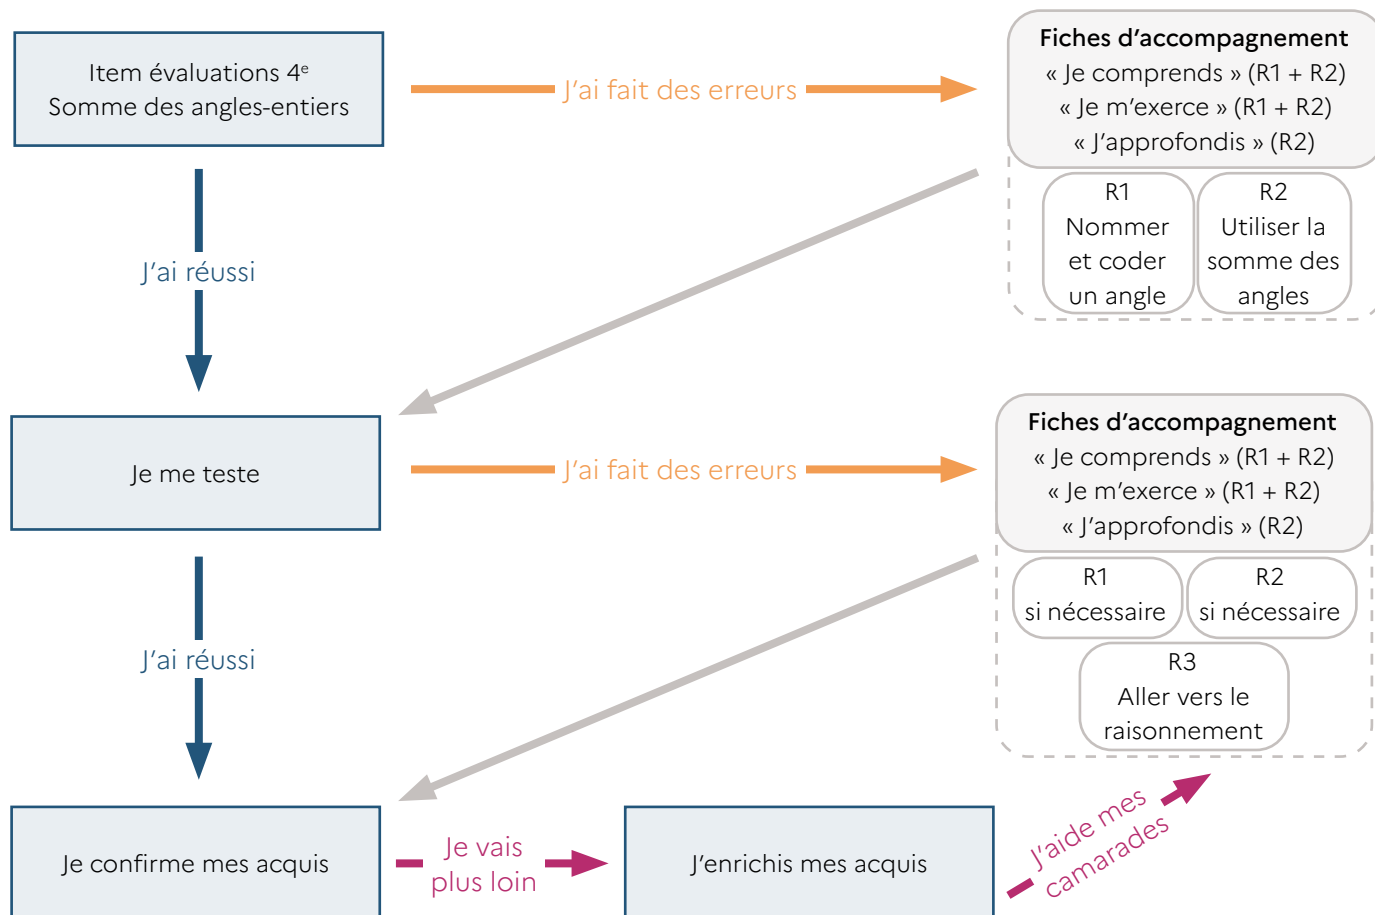 Item évaluations 4ᵉ
Somme des angles-entiers
J’ai fait des erreurs
Fiches d’accompagnement
« Je comprends » (R1 + R2)
« Je m’exerce » (R1 + R2)
« J’approfondis » (R2)
R1
Nommer
et coder
un angle
R2
Utiliser la
somme des
angles
J’ai réussi
Je me teste
J’ai fait des erreurs
Fiches d’accompagnement
« Je comprends » (R1 + R2)
« Je m’exerce » (R1 + R2)
« J’approfondis » (R2)
R1
si nécessaire
R2
si nécessaire
R3
Aller vers le
raisonnement
J’ai réussi
Je confirme mes acquis
Je vais
plus loin
J’enrichis mes acquis
J’aide mes
camarades